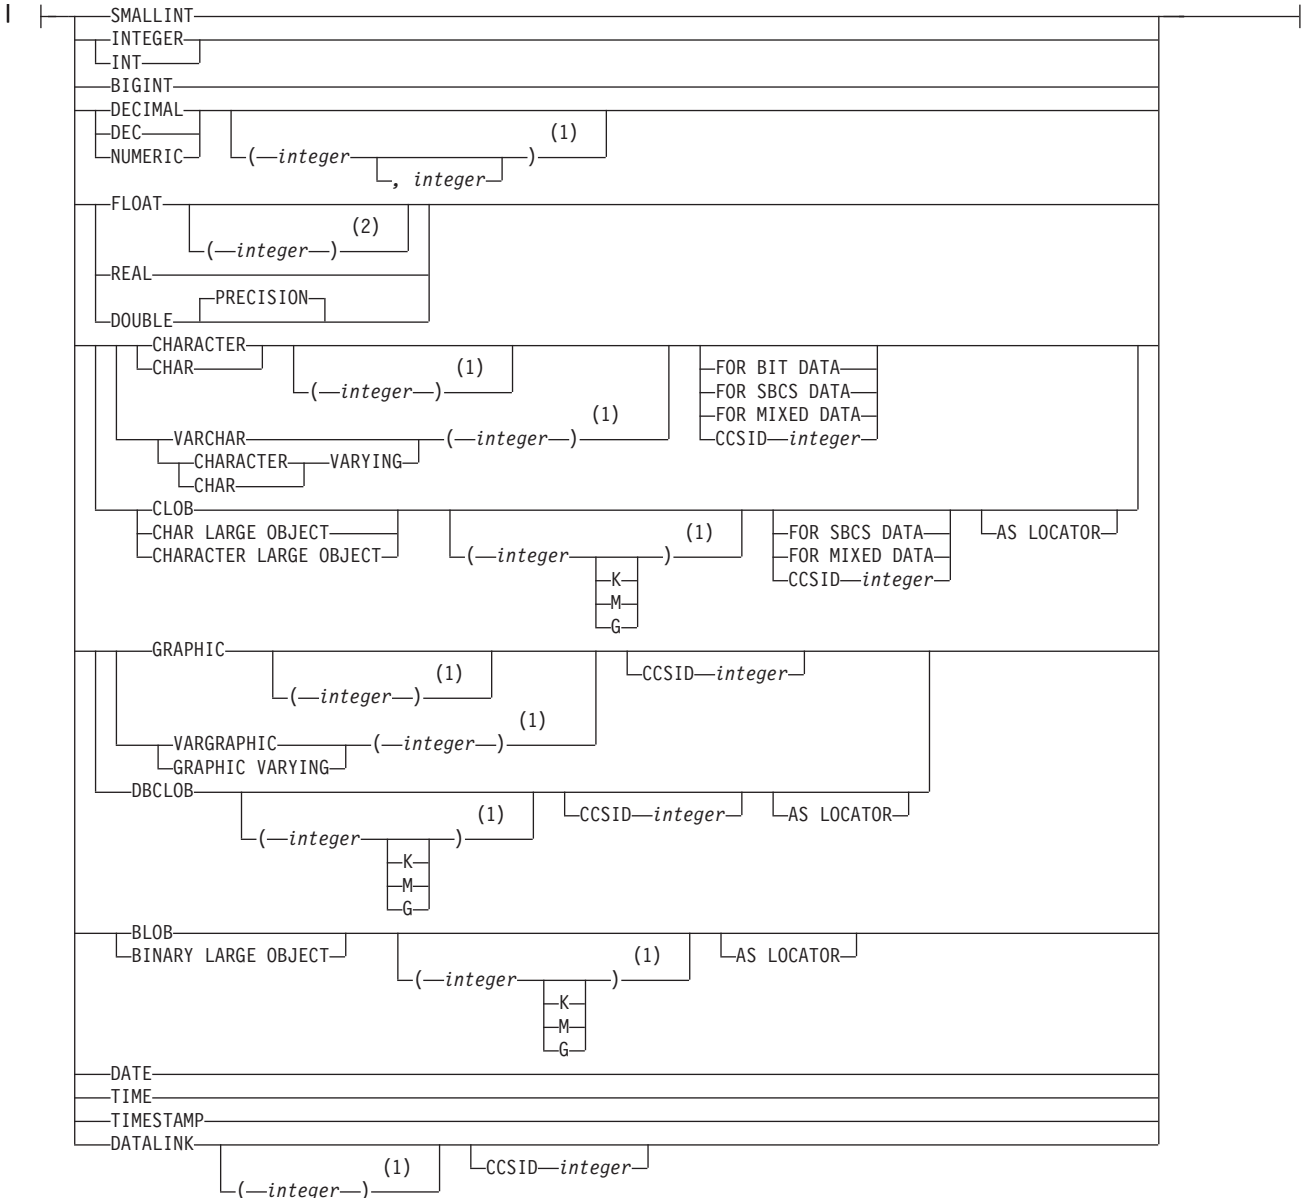 SMALLINT
INTEGER
INT
BIGINT
DECIMAL
DEC (1)
NUMERIC ( integer )
, integer
FLOAT
(2)
( integer )
REAL
PRECISION
DOUBLE
CHARACTER
CHAR (1) FOR BIT DATA
( integer ) FOR SBCS DATA
(1) FOR MIXED DATA
VARCHAR ( integer ) CCSID integer
CHARACTER VARYING
CHAR
CLOB
CHAR LARGE OBJECT (1) FOR SBCS DATA AS LOCATOR
CHARACTER LARGE OBJECT ( integer ) FOR MIXED DATA
K CCSID integer
M
G
GRAPHIC
(1) CCSID integer
( integer )
(1)
VARGRAPHIC ( integer )
GRAPHIC VARYING
DBCLOB
(1) CCSID integer AS LOCATOR
( integer )
K
M
G
BLOB
BINARY LARGE OBJECT (1) AS LOCATOR
( integer )
K
M
G
DATE
TIME
TIMESTAMP
DATALINK
(1) CCSID integer
( integer )